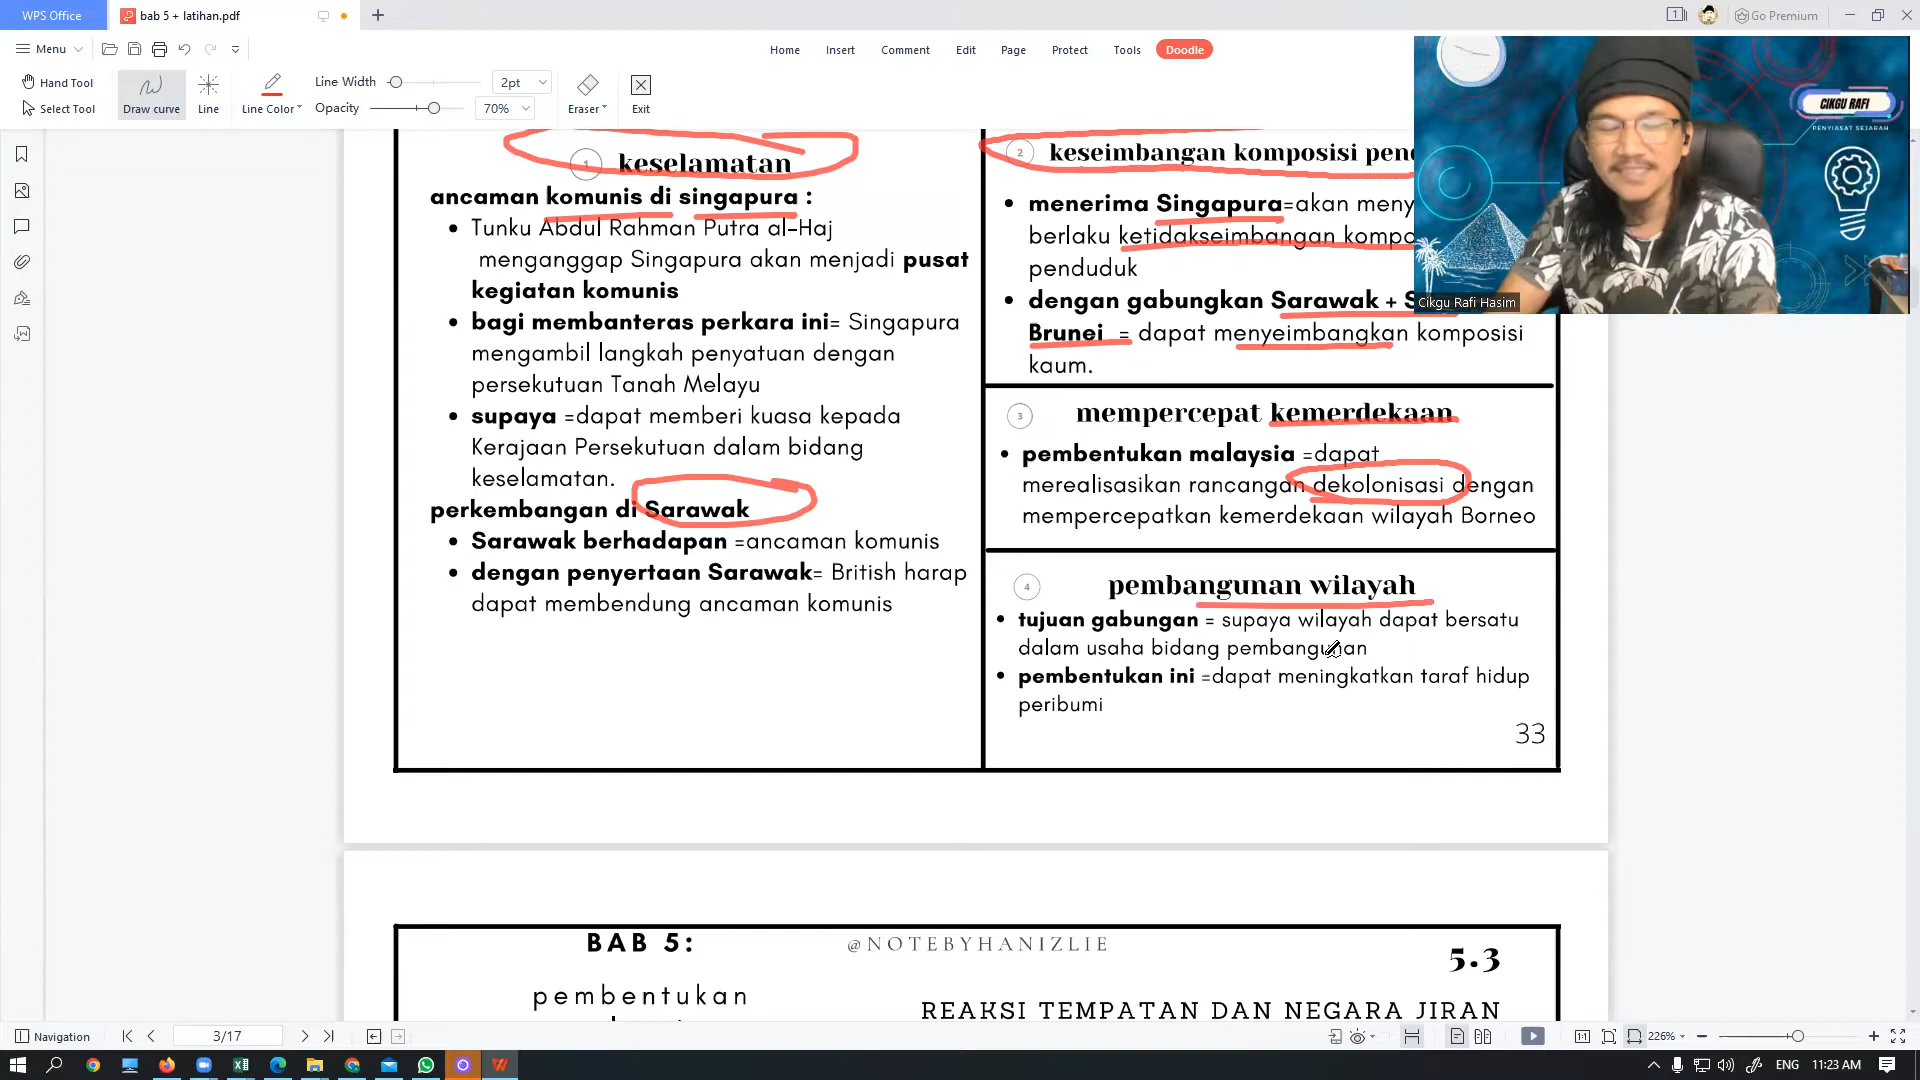 WPS Office
bab 5 + latihan.pdf
1
Go Premium
Menu
Home
Insert
Comment
Edit
Page
Protect
Tools
Doodle
Hand Tool
Select Tool
Draw curve
Line
Line Color
Line Width
2pt
Opacity
70%
Eraser
Exit
CIKGU RAFI
PENYIASAT SEJARAH
Cikgu Rafi Hasim
1
keselamatan
ancaman komunis di singapura :
• Tunku Abdul Rahman Putra al-Haj
menganggap Singapura akan menjadi pusat
kegiatan komunis
• bagi membanteras perkara ini= Singapura
mengambil langkah penyatuan dengan
persekutuan Tanah Melayu
• supaya =dapat memberi kuasa kepada
Kerajaan Persekutuan dalam bidang
keselamatan.
perkembangan di Sarawak
• Sarawak berhadapan =ancaman komunis
• dengan penyertaan Sarawak= British harap
dapat membendung ancaman komunis
2
keseimbangan komposisi pend
• menerima Singapura=akan meny
berlaku ketidakseimbangan kompo
penduduk
• dengan gabungkan Sarawak + S
Brunei = dapat menyeimbangkan komposisi
kaum.
3
mempercepat kemerdekaan
• pembentukan malaysia =dapat
merealisasikan rancangan dekolonisasi dengan
mempercepatkan kemerdekaan wilayah Borneo
4
pembangunan wilayah
• tujuan gabungan = supaya wilayah dapat bersatu
dalam usaha bidang pembangunan
• pembentukan ini =dapat meningkatkan taraf hidup
peribumi
33
BAB 5:
@NOTEBYHANIZLIE
5.3
pembentukan
REAKSI TEMPATAN DAN NEGARA JIRAN
Navigation
3/17
226%
ENG
11:23 AM